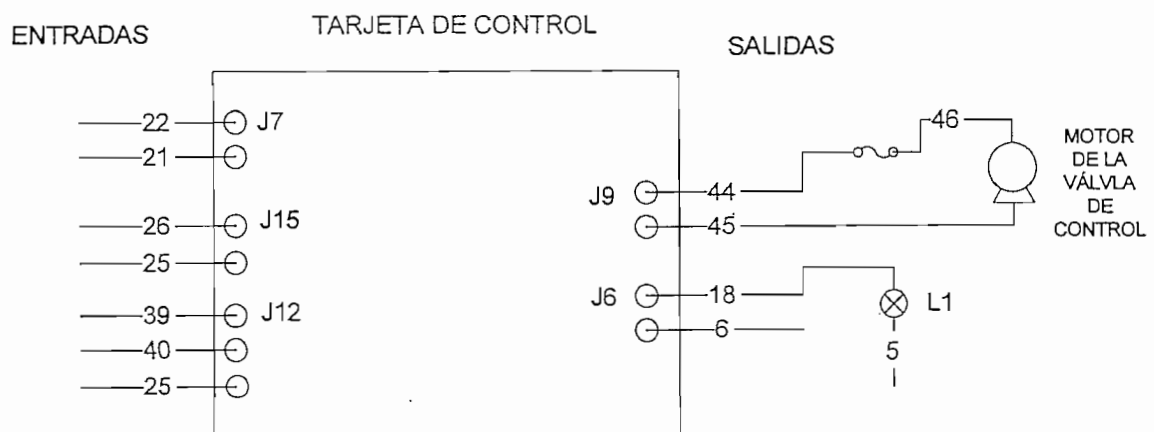 ENTRADAS
TARJETA DE CONTROL
SALIDAS
22 J7
21
26 J15
25
39 J12
40
25
J9 44
45
46
MOTOR
DE LA
VÁLVLA
DE
CONTROL
J6 18
6
L1
5